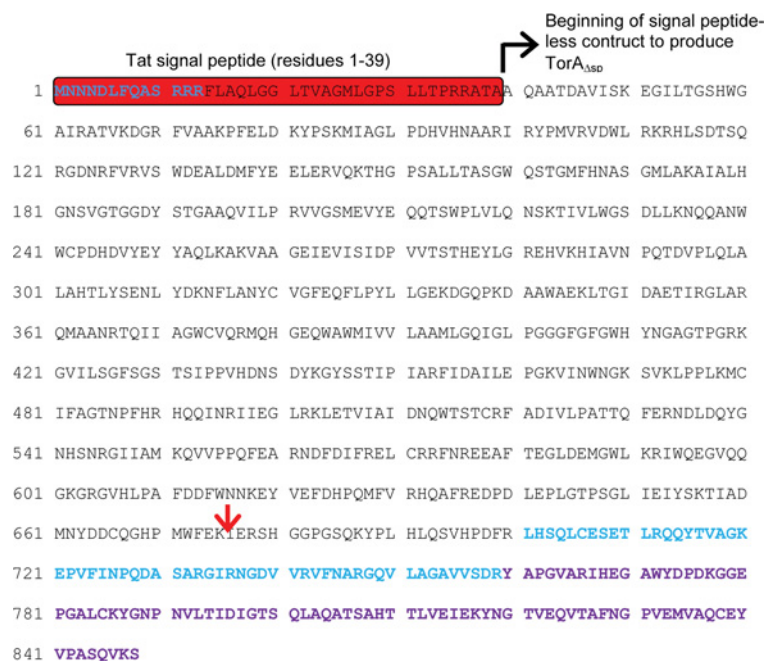 Beginning of signal peptide-
less contruct to produce
TorA∆SD
Tat signal peptide (residues 1-39)
1 MNNNDLFQAS RRRFLAQLGG LTVAGMLGPS LLTPRRATAA QAATDAVISK EGILTGSHWG
61 AIRATVKDGR FVAAKPFELD KYPSKMIAGL PDHVHNAARI RYPMVRVDWL RKRHLSDTSQ
121 RGDNRFVRVS WDEALDMFYE ELERVQKTHG PSALLTASGW QSTGMFHNAS GMLAKAIALH
181 GNSVGTGGDY STGAAQVILP RVVGSMEVYE QQTSWPLVLQ NSKTIVLWGS DLLKNQQANW
241 WCPDHDVYEY YAQLKAKVAA GEIEVISIDP VVTSTHEYLG REHVKHIAVN PQTDVPLQLA
301 LAHTLYSENL YDKNFLANYC VGFEQFLPYL LGEKDGQPKD AAWAEKLTGI DAETIRGLAR
361 QMAANRTQII AGWCVQRMQH GEQWAWMIVV LAAMLGQIGL PGGGFGFGWH YNGAGTPGRK
421 GVILSGFSGS TSIPPVHDNS DYKGYSSTIP IARFIDAILE PGKVINWNGK SVKLPPLKMC
481 IFAGTNPFHR HQQINRIIEG LRKLETVIAI DNQWTSTCRF ADIVLPATTQ FERNDLDQYG
541 NHSNRGIIAM KQVVPPQFEA RNDFDIFREL CRRFNREEAF TEGLDEMGWL KRIWQEGVQQ
601 GKGRGVHLPA FDDFWNNKEY VEFDHPQMFV RHQAFREDPD LEPLGTPSGL IEIYSKTIAD
661 MNYDDCQGHP MWFEKIERSH GGPGSQKYPL HLQSVHPDFR LHSQLCESET LRQQYTVAGK
721 EPVFINPQDA SARGIRNGDV VRVFNARGQV LAGAVVSDRY APGVARIHEG AWYDPDKGGE
781 PGALCKYGNP NVLTIDIGTS QLAQATSAHT TLVEIEKYNG TVEQVTAFNG PVEMVAQCEY
841 VPASQVKS